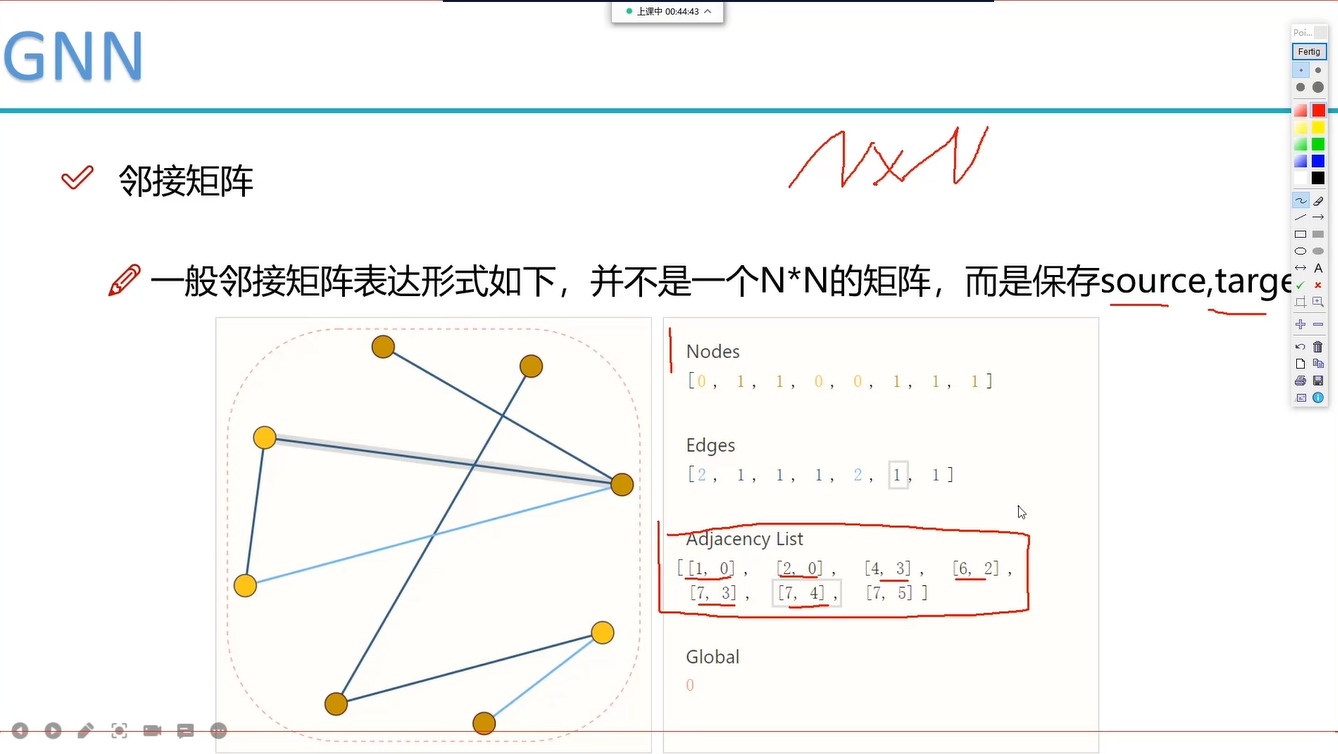 上课中 00:44:43
Poi...
Fertig
GNN
N×N
邻接矩阵
一般邻接矩阵表达形式如下，并不是一个N*N的矩阵，而是保存source,targe
Nodes
[0, 1, 1, 0, 0, 1, 1, 1]
Edges
[2, 1, 1, 1, 2, 1, 1]
Adjacency List
[[1, 0], [2, 0], [4, 3], [6, 2],
[7, 3], [7, 4], [7, 5]]
Global
0